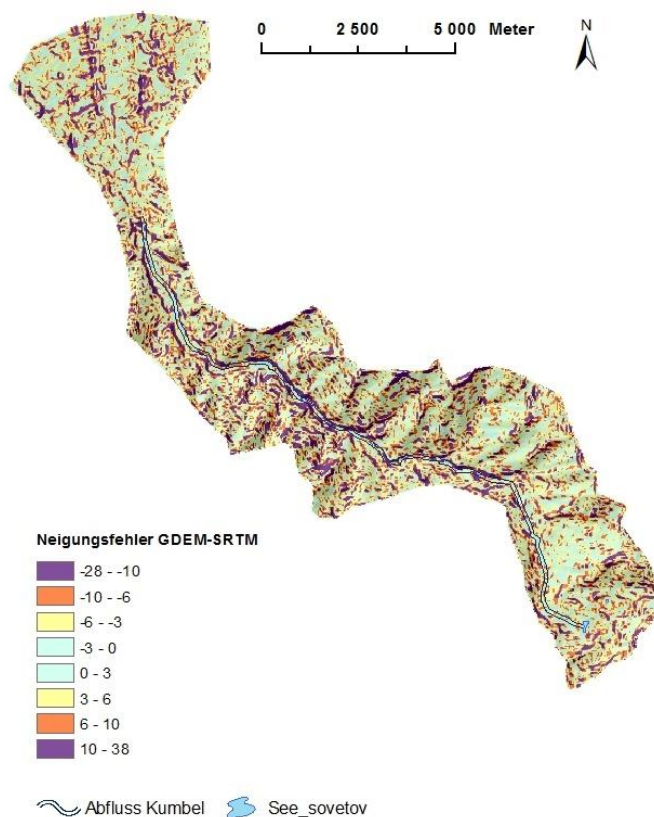 0 2 500 5 000 Meter
N
Neigungsfehler GDEM-SRTM
-28 - -10
-10 - -6
-6 - -3
-3 - 0
0 - 3
3 - 6
6 - 10
10 - 38
Abfluss Kumbel See_sovetov